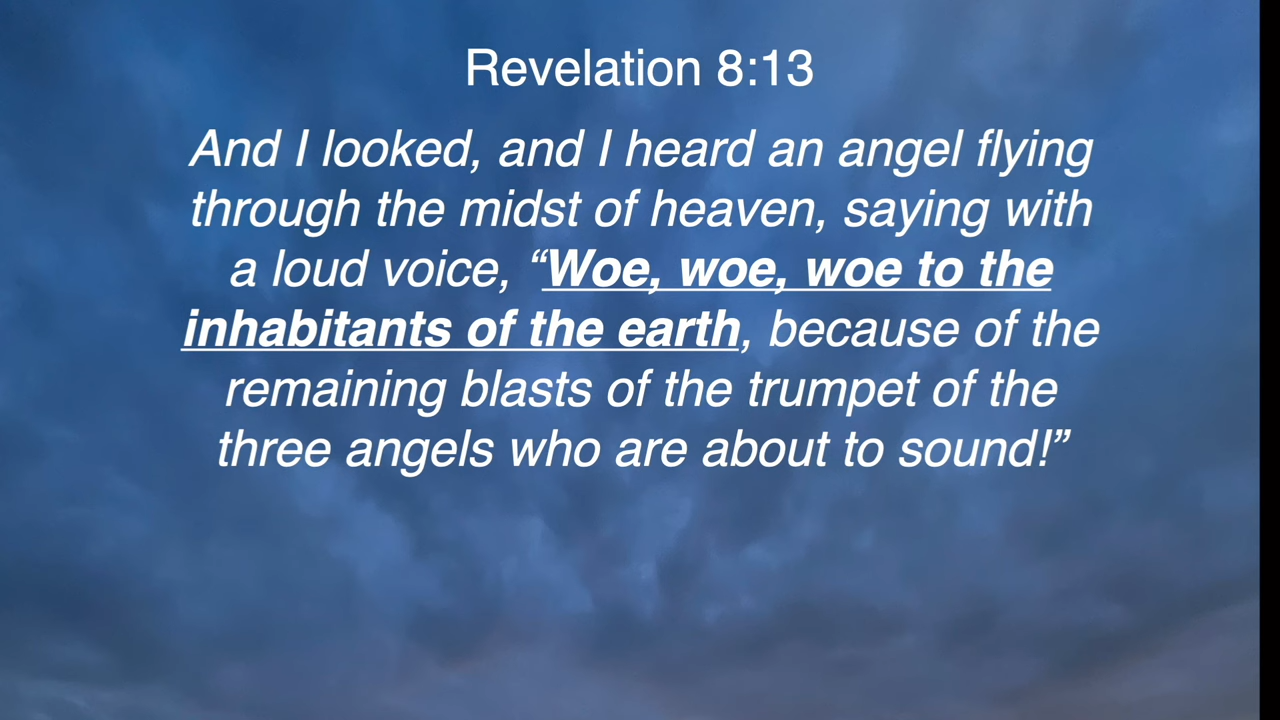 Revelation 8:13
And I looked, and I heard an angel flying
through the midst of heaven, saying with
a loud voice, “Woe, woe, woe to the
inhabitants of the earth, because of the
remaining blasts of the trumpet of the
three angels who are about to sound!”